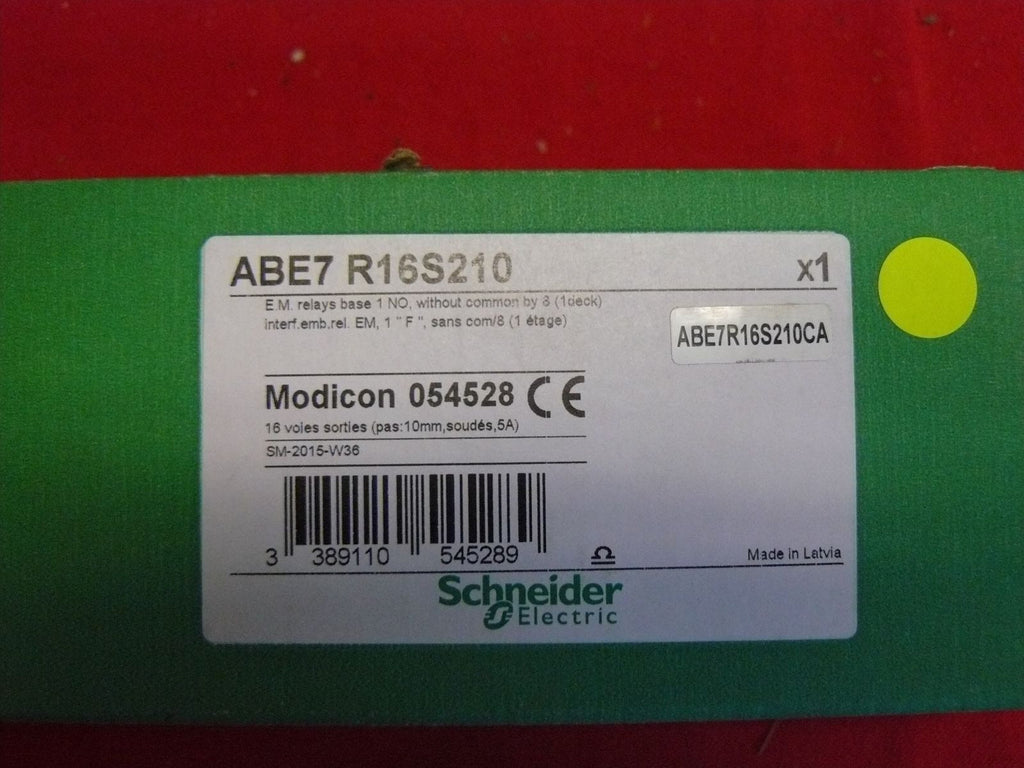 ABE7 R16S210 x1
E.M. relays base 1 NO, without common by 8 (1deck)
interf.emb.rel. EM, 1 " F ", sans com/8 (1 étage)
ABE7R16S210CA
Modicon 054528 CE
16 voies sorties (pas:10mm,soudés,5A)
SM-2015-W36
3 389110 545289
Made in Latvia
Schneider
Electric